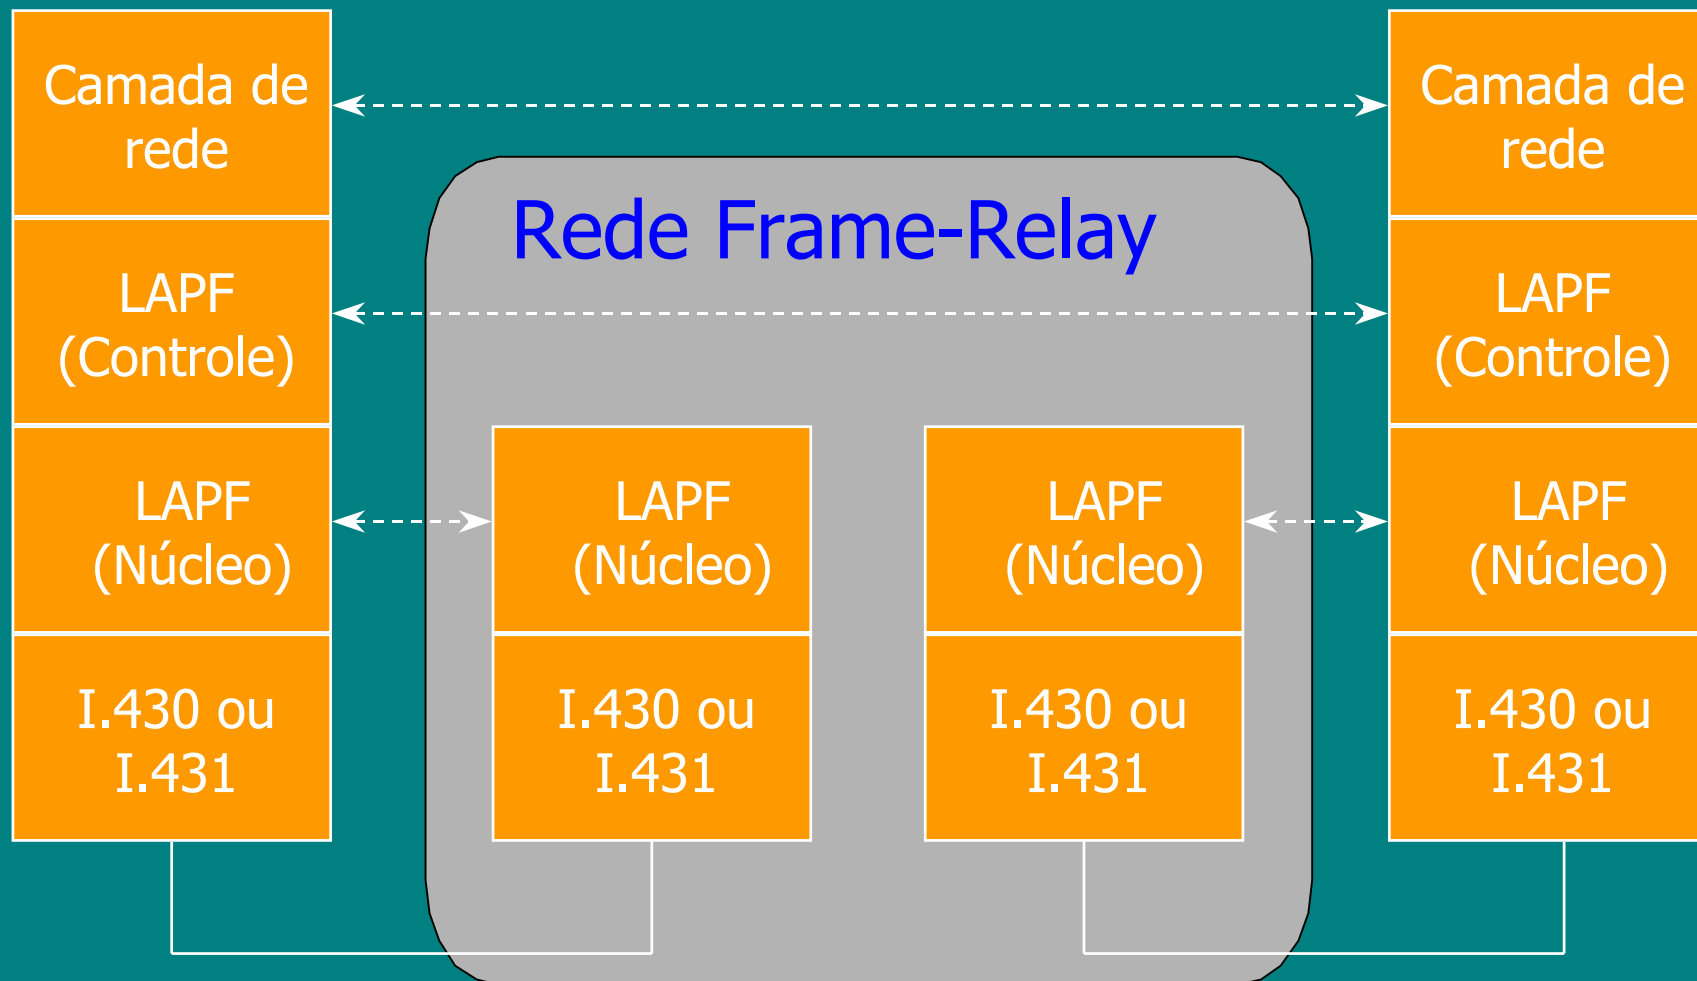 Camada de
rede
Camada de
rede
Rede Frame-Relay
LAPF
(Controle)
LAPF
(Controle)
LAPF
(Núcleo)
LAPF
(Núcleo)
LAPF
(Núcleo)
LAPF
(Núcleo)
I.430 ou
I.431
I.430 ou
I.431
I.430 ou
I.431
I.430 ou
I.431